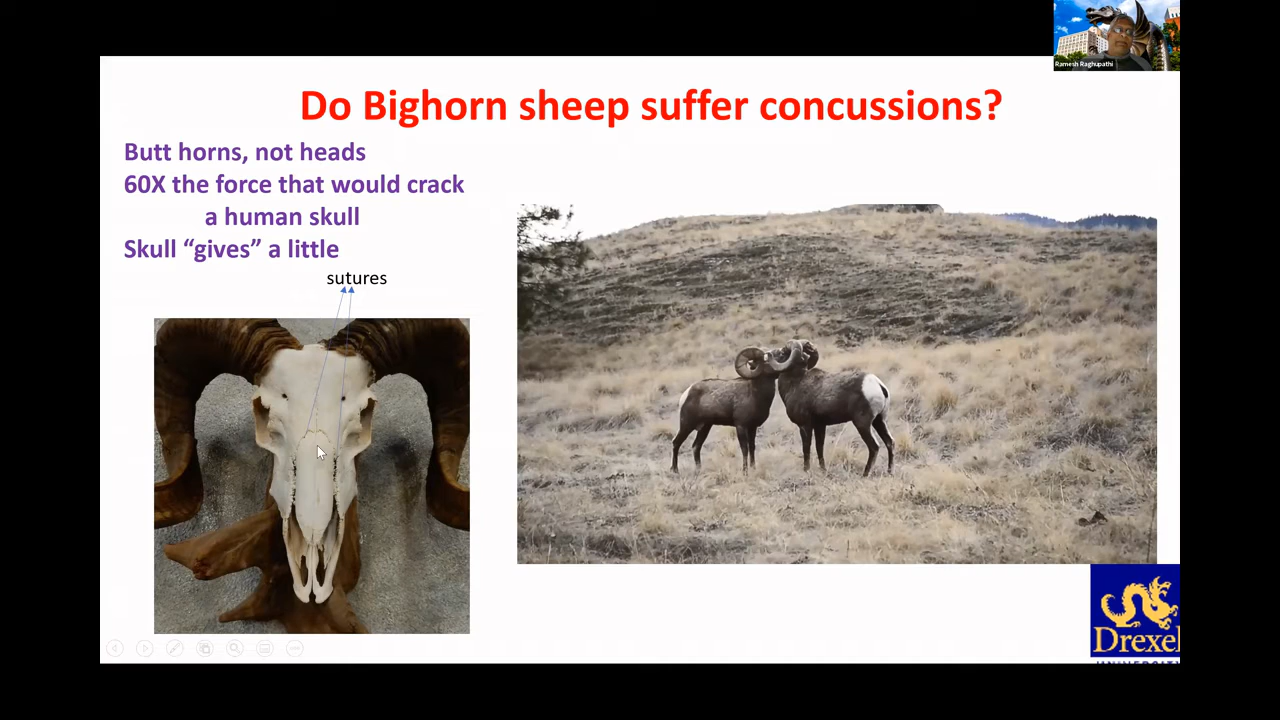 Ramesh Raghupathi
Do Bighorn sheep suffer concussions?
Butt horns, not heads
60X the force that would crack
a human skull
Skull “gives” a little
sutures
Drexel
UNIVERSITY